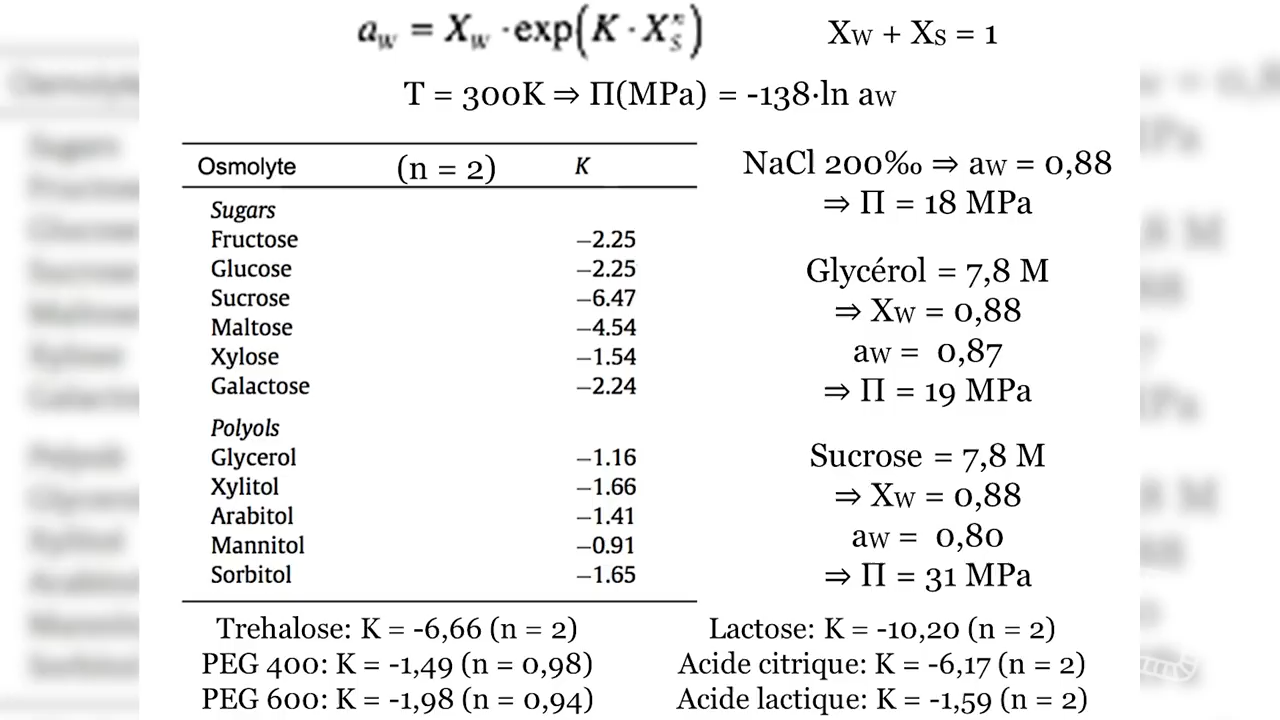 a_w = X_w · exp(K · X_S^n)
XW + XS = 1
T = 300K ⇒ Π(MPa) = -138·ln aw
Osmolyte (n = 2) K
Sugars
Fructose –2.25
Glucose –2.25
Sucrose –6.47
Maltose –4.54
Xylose –1.54
Galactose –2.24
Polyols
Glycerol –1.16
Xylitol –1.66
Arabitol –1.41
Mannitol –0.91
Sorbitol –1.65
NaCl 200‰ ⇒ aw = 0,88
⇒ Π = 18 MPa
Glycérol = 7,8 M
⇒ Xw = 0,88
aw = 0,87
⇒ Π = 19 MPa
Sucrose = 7,8 M
⇒ Xw = 0,88
aw = 0,80
⇒ Π = 31 MPa
Trehalose: K = -6,66 (n = 2)
PEG 400: K = -1,49 (n = 0,98)
PEG 600: K = -1,98 (n = 0,94)
Lactose: K = -10,20 (n = 2)
Acide citrique: K = -6,17 (n = 2)
Acide lactique: K = -1,59 (n = 2)